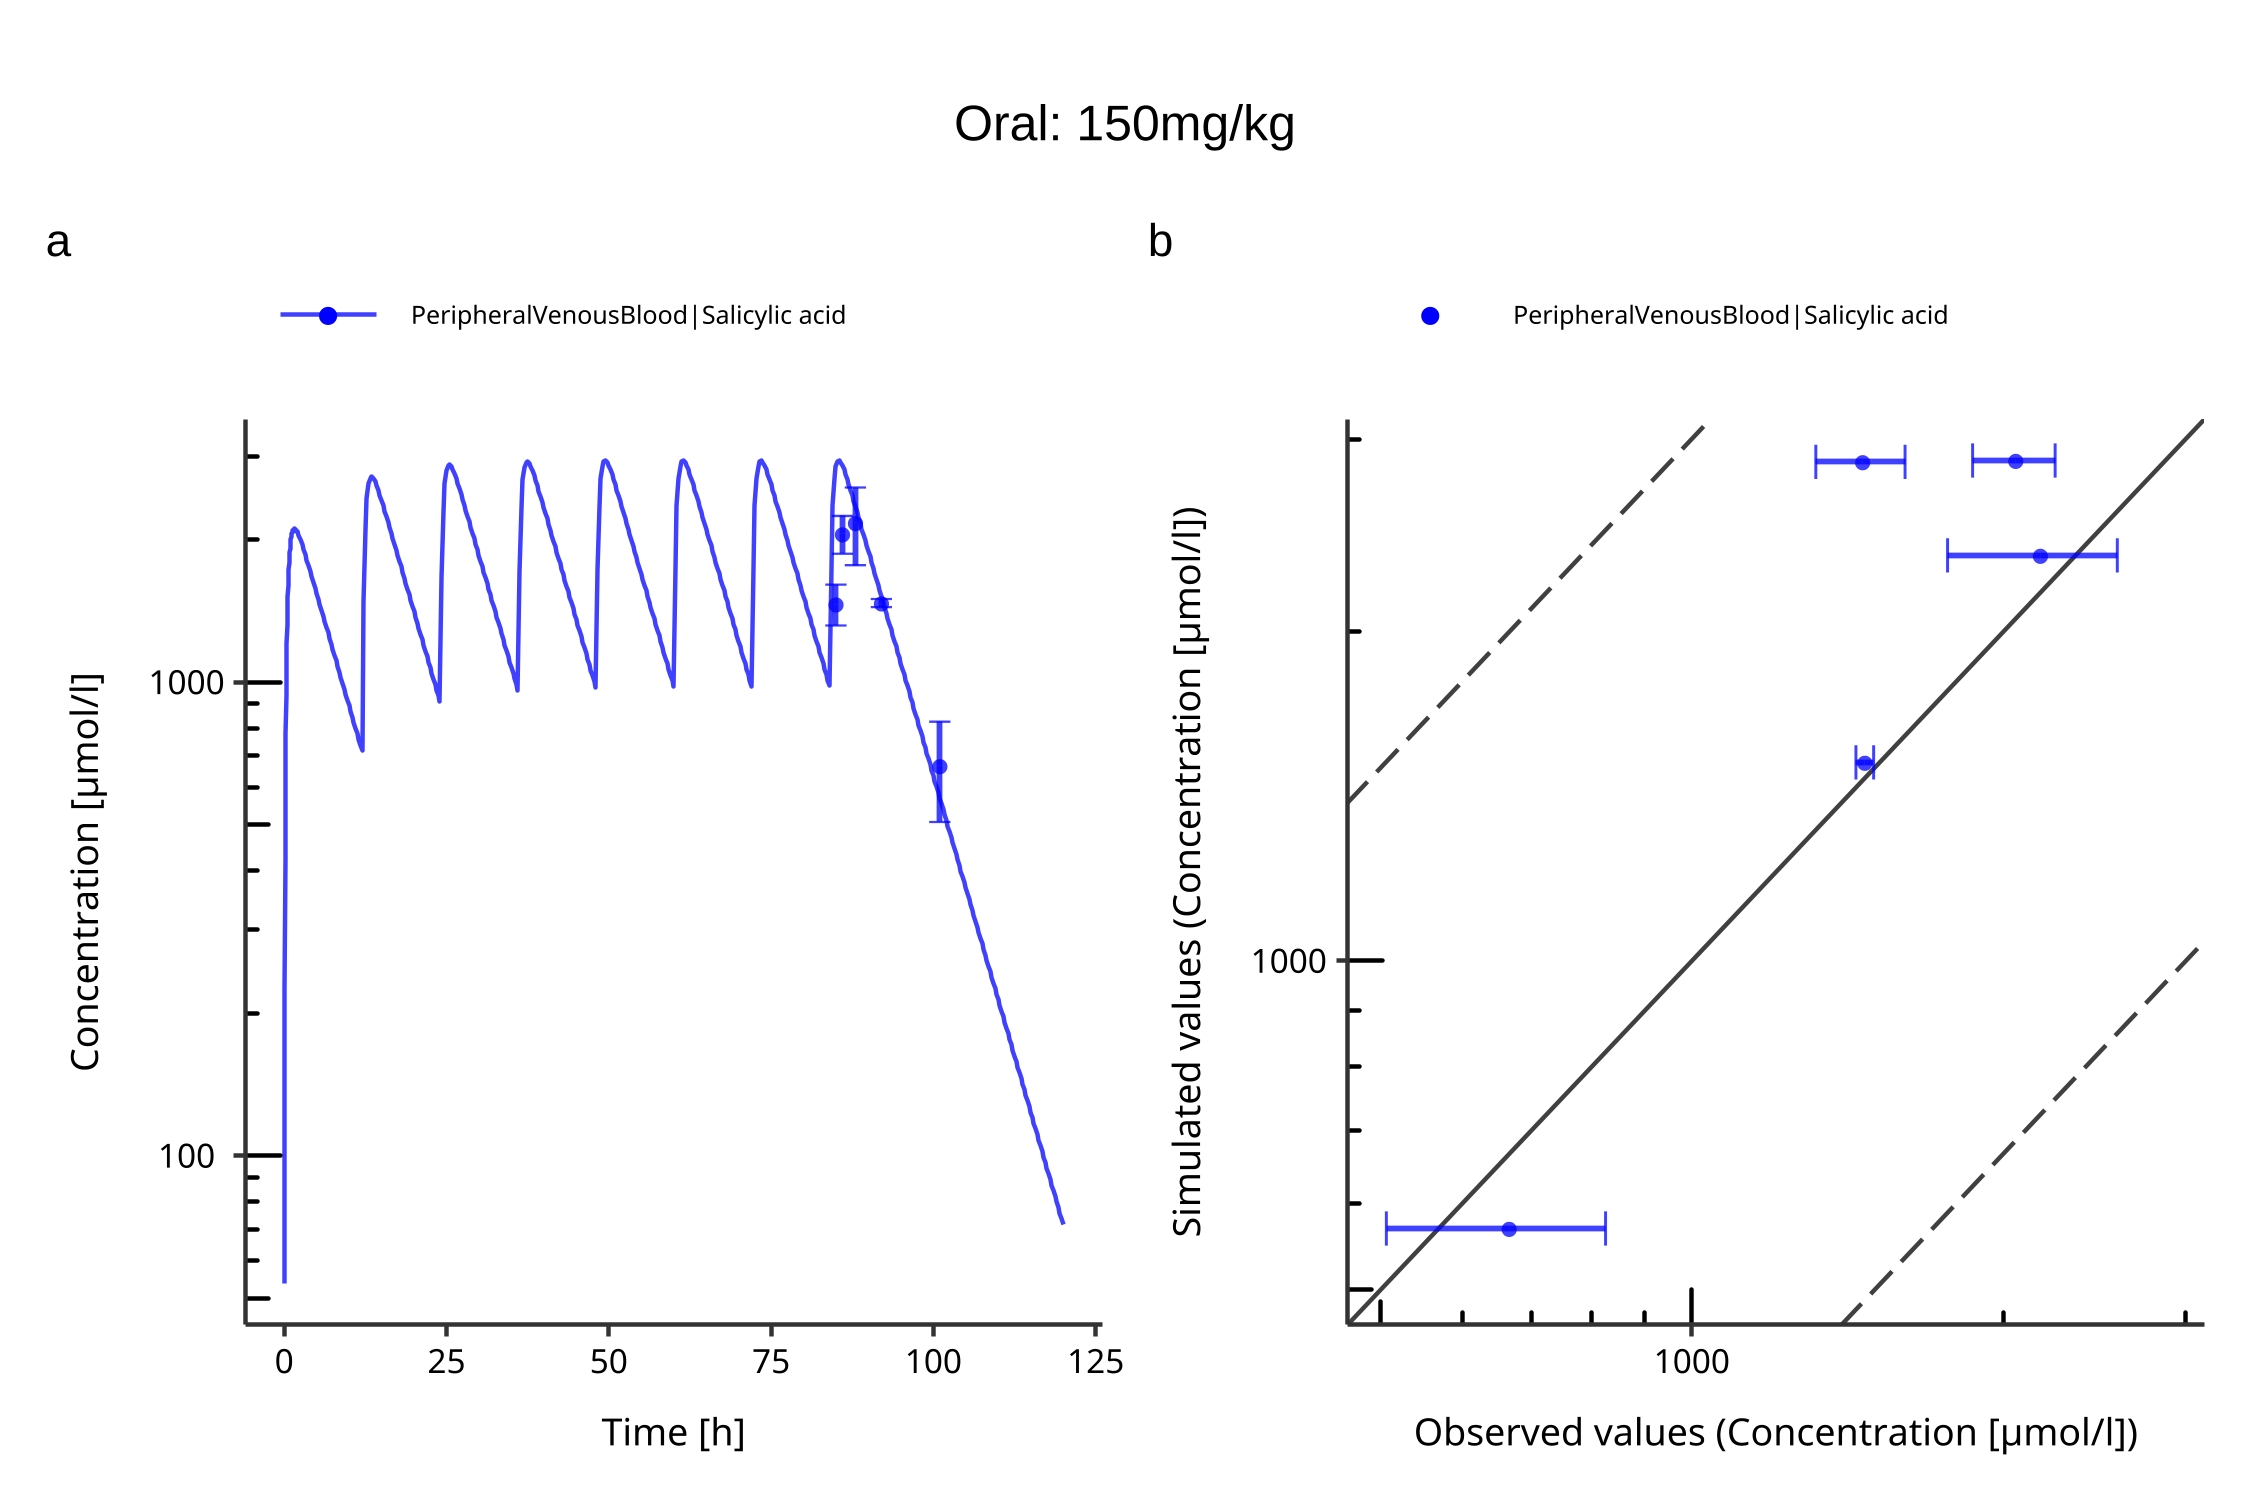 Oral: 150mg/kg
a
PeripheralVenousBlood|Salicylic acid
Concentration [µmol/l]
1000
100
0 25 50 75 100 125
Time [h]
b
PeripheralVenousBlood|Salicylic acid
Simulated values (Concentration [µmol/l])
1000
1000
Observed values (Concentration [µmol/l])